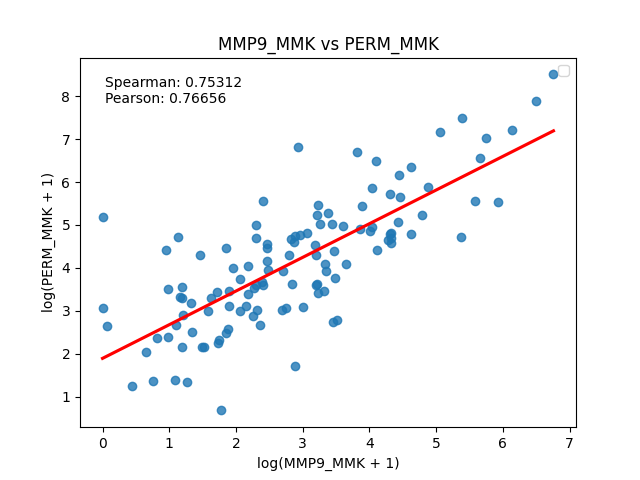 MMP9_MMK vs PERM_MMK
Spearman: 0.75312
Pearson: 0.76656
log(PERM_MMK + 1)
8
7
6
5
4
3
2
1
0 1 2 3 4 5 6 7
log(MMP9_MMK + 1)